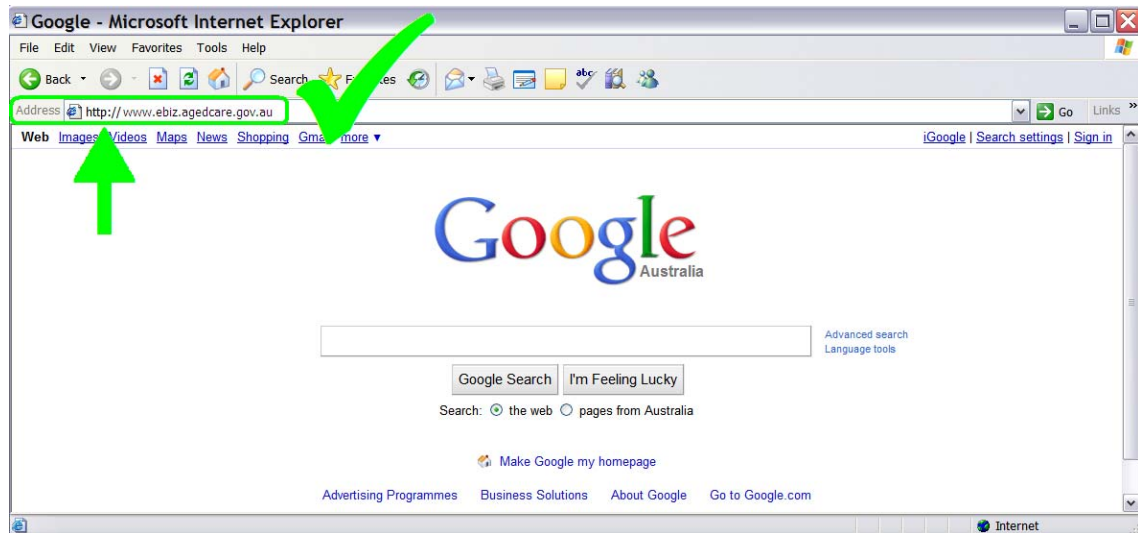 Google - Microsoft Internet Explorer
File Edit View Favorites Tools Help
Back Search abc
Address http://www.ebiz.agedcare.gov.au Go Links »
Web Images Videos Maps News Shopping more ▼ iGoogle | Search settings | Sign in
Google
Australia
Advanced search
Language tools
Google Search I'm Feeling Lucky
Search: the web pages from Australia
Make Google my homepage
Advertising Programmes Business Solutions About Google Go to Google.com
Internet